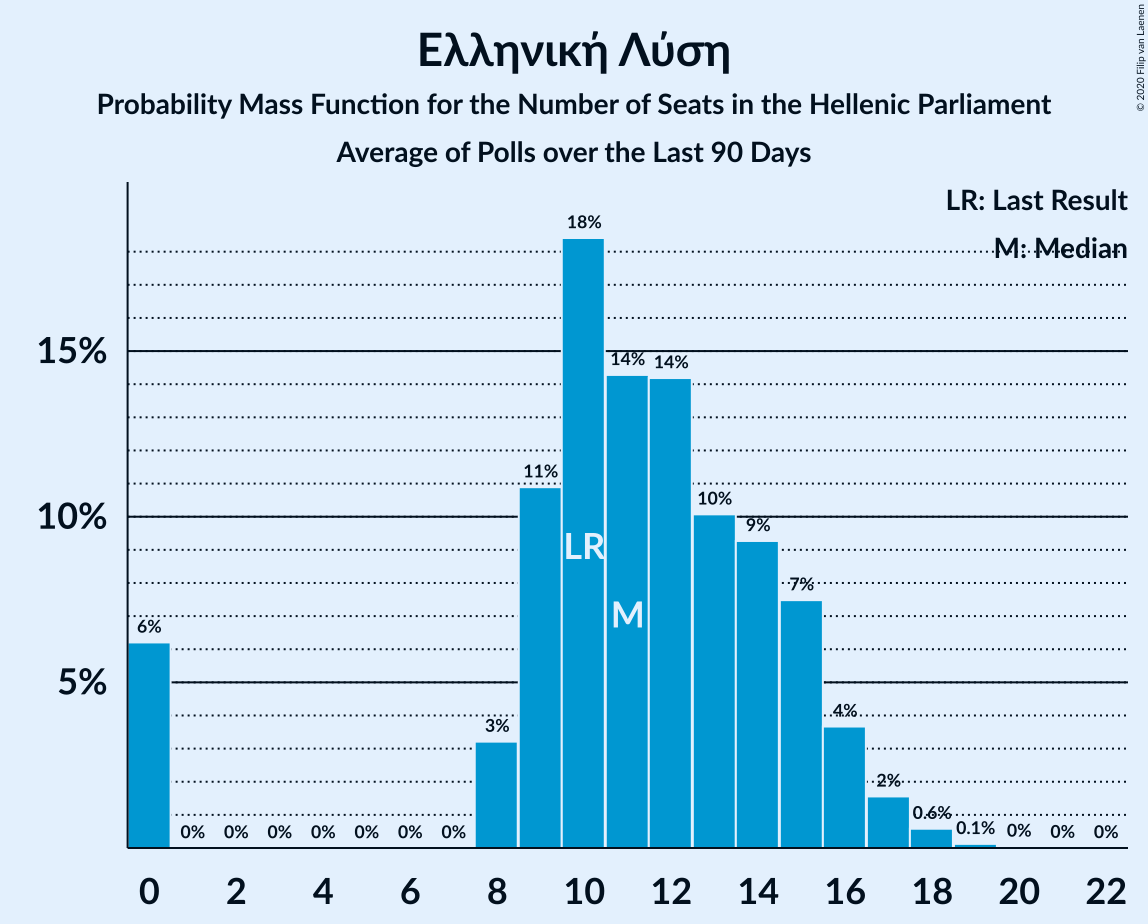 Ελληνική Λύση
Probability Mass Function for the Number of Seats in the Hellenic Parliament
Average of Polls over the Last 90 Days
© 2020 Filip van Laenen
LR: Last Result
M: Median
18%
15%
14% 14%
11%
10%
10%
9%
LR
7%
M
6%
5%
4%
3%
2%
0.6%
0.1%
0% 0% 0% 0% 0% 0% 0% 0% 0% 0%
0 2 4 6 8 10 12 14 16 18 20 22